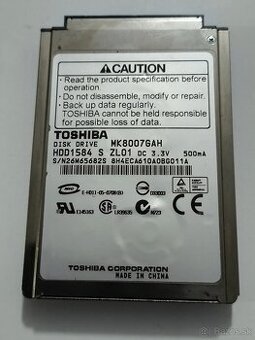 CAUTION
Read the product specification before
operation.
Do not disassemble, modify or repair.
Back up data regularly.
TOSHIBA cannot be held responsible for
possible loss of data.
TOSHIBA
DISK DRIVE MK8007GAH
HDD1584 S ZL01 DC 3.3V 500mA
S/N26M65682S
TOSHIBA CORPORATION
MADE IN CHINA